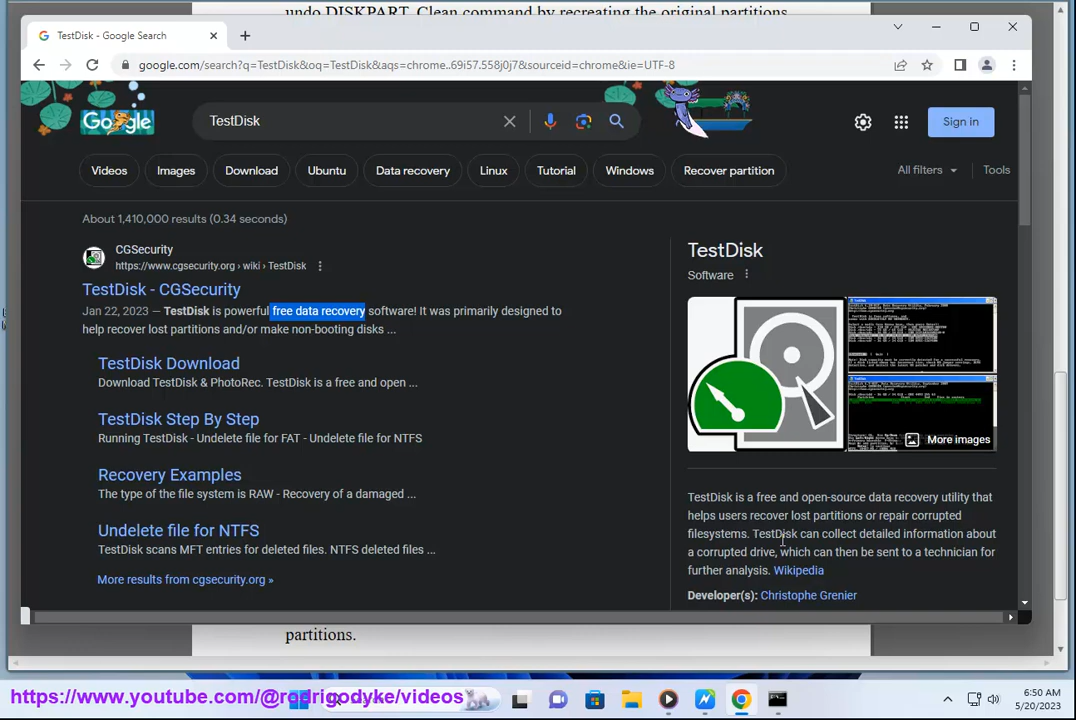 undo DISKPART. Clean command by recreating the original partitions
TestDisk - Google Search
google.com/search?q=TestDisk&oq=TestDisk&aqs=chrome..69i57.558j0j7&sourceid=chrome&ie=UTF-8
Google
TestDisk
Sign in
Videos
Images
Download
Ubuntu
Data recovery
Linux
Tutorial
Windows
Recover partition
All filters
Tools
About 1,410,000 results (0.34 seconds)
CGSecurity
https://www.cgsecurity.org › wiki › TestDisk
TestDisk - CGSecurity
Jan 22, 2023 — TestDisk is powerful free data recovery software! It was primarily designed to
help recover lost partitions and/or make non-booting disks ...
TestDisk Download
Download TestDisk & PhotoRec. TestDisk is a free and open ...
TestDisk Step By Step
Running TestDisk - Undelete file for FAT - Undelete file for NTFS
Recovery Examples
The type of the file system is RAW - Recovery of a damaged ...
Undelete file for NTFS
TestDisk scans MFT entries for deleted files. NTFS deleted files ...
More results from cgsecurity.org »
TestDisk
Software
More images
TestDisk is a free and open-source data recovery utility that
helps users recover lost partitions or repair corrupted
filesystems. TestDisk can collect detailed information about
a corrupted drive, which can then be sent to a technician for
further analysis. Wikipedia
Developer(s): Christophe Grenier
partitions.
https://www.youtube.com/@rodrigodyke/videos
6:50 AM
5/20/2023